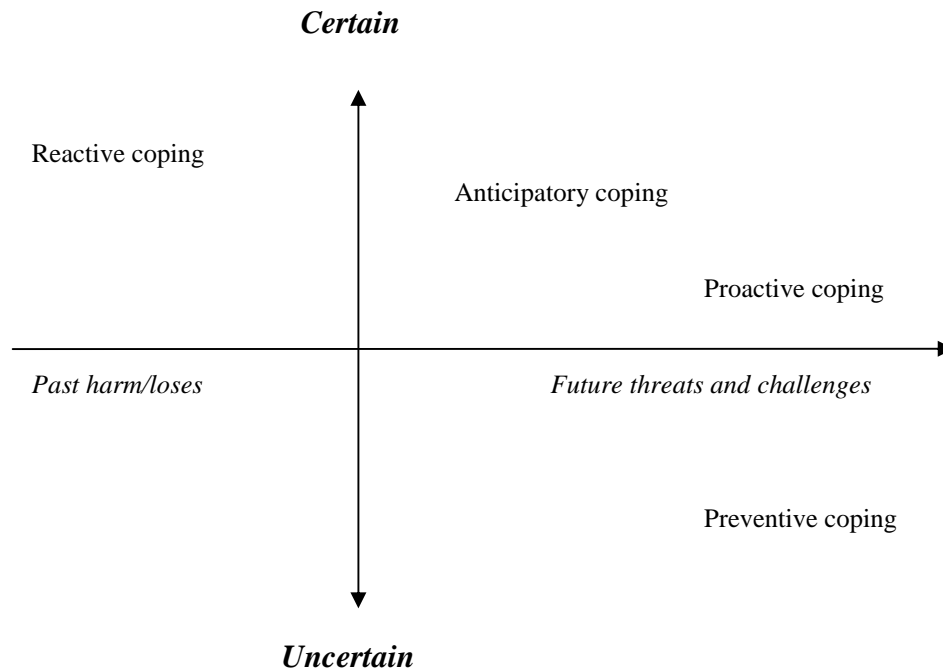 Certain
Reactive coping
Anticipatory coping
Proactive coping
Past harm/loses
Future threats and challenges
Preventive coping
Uncertain